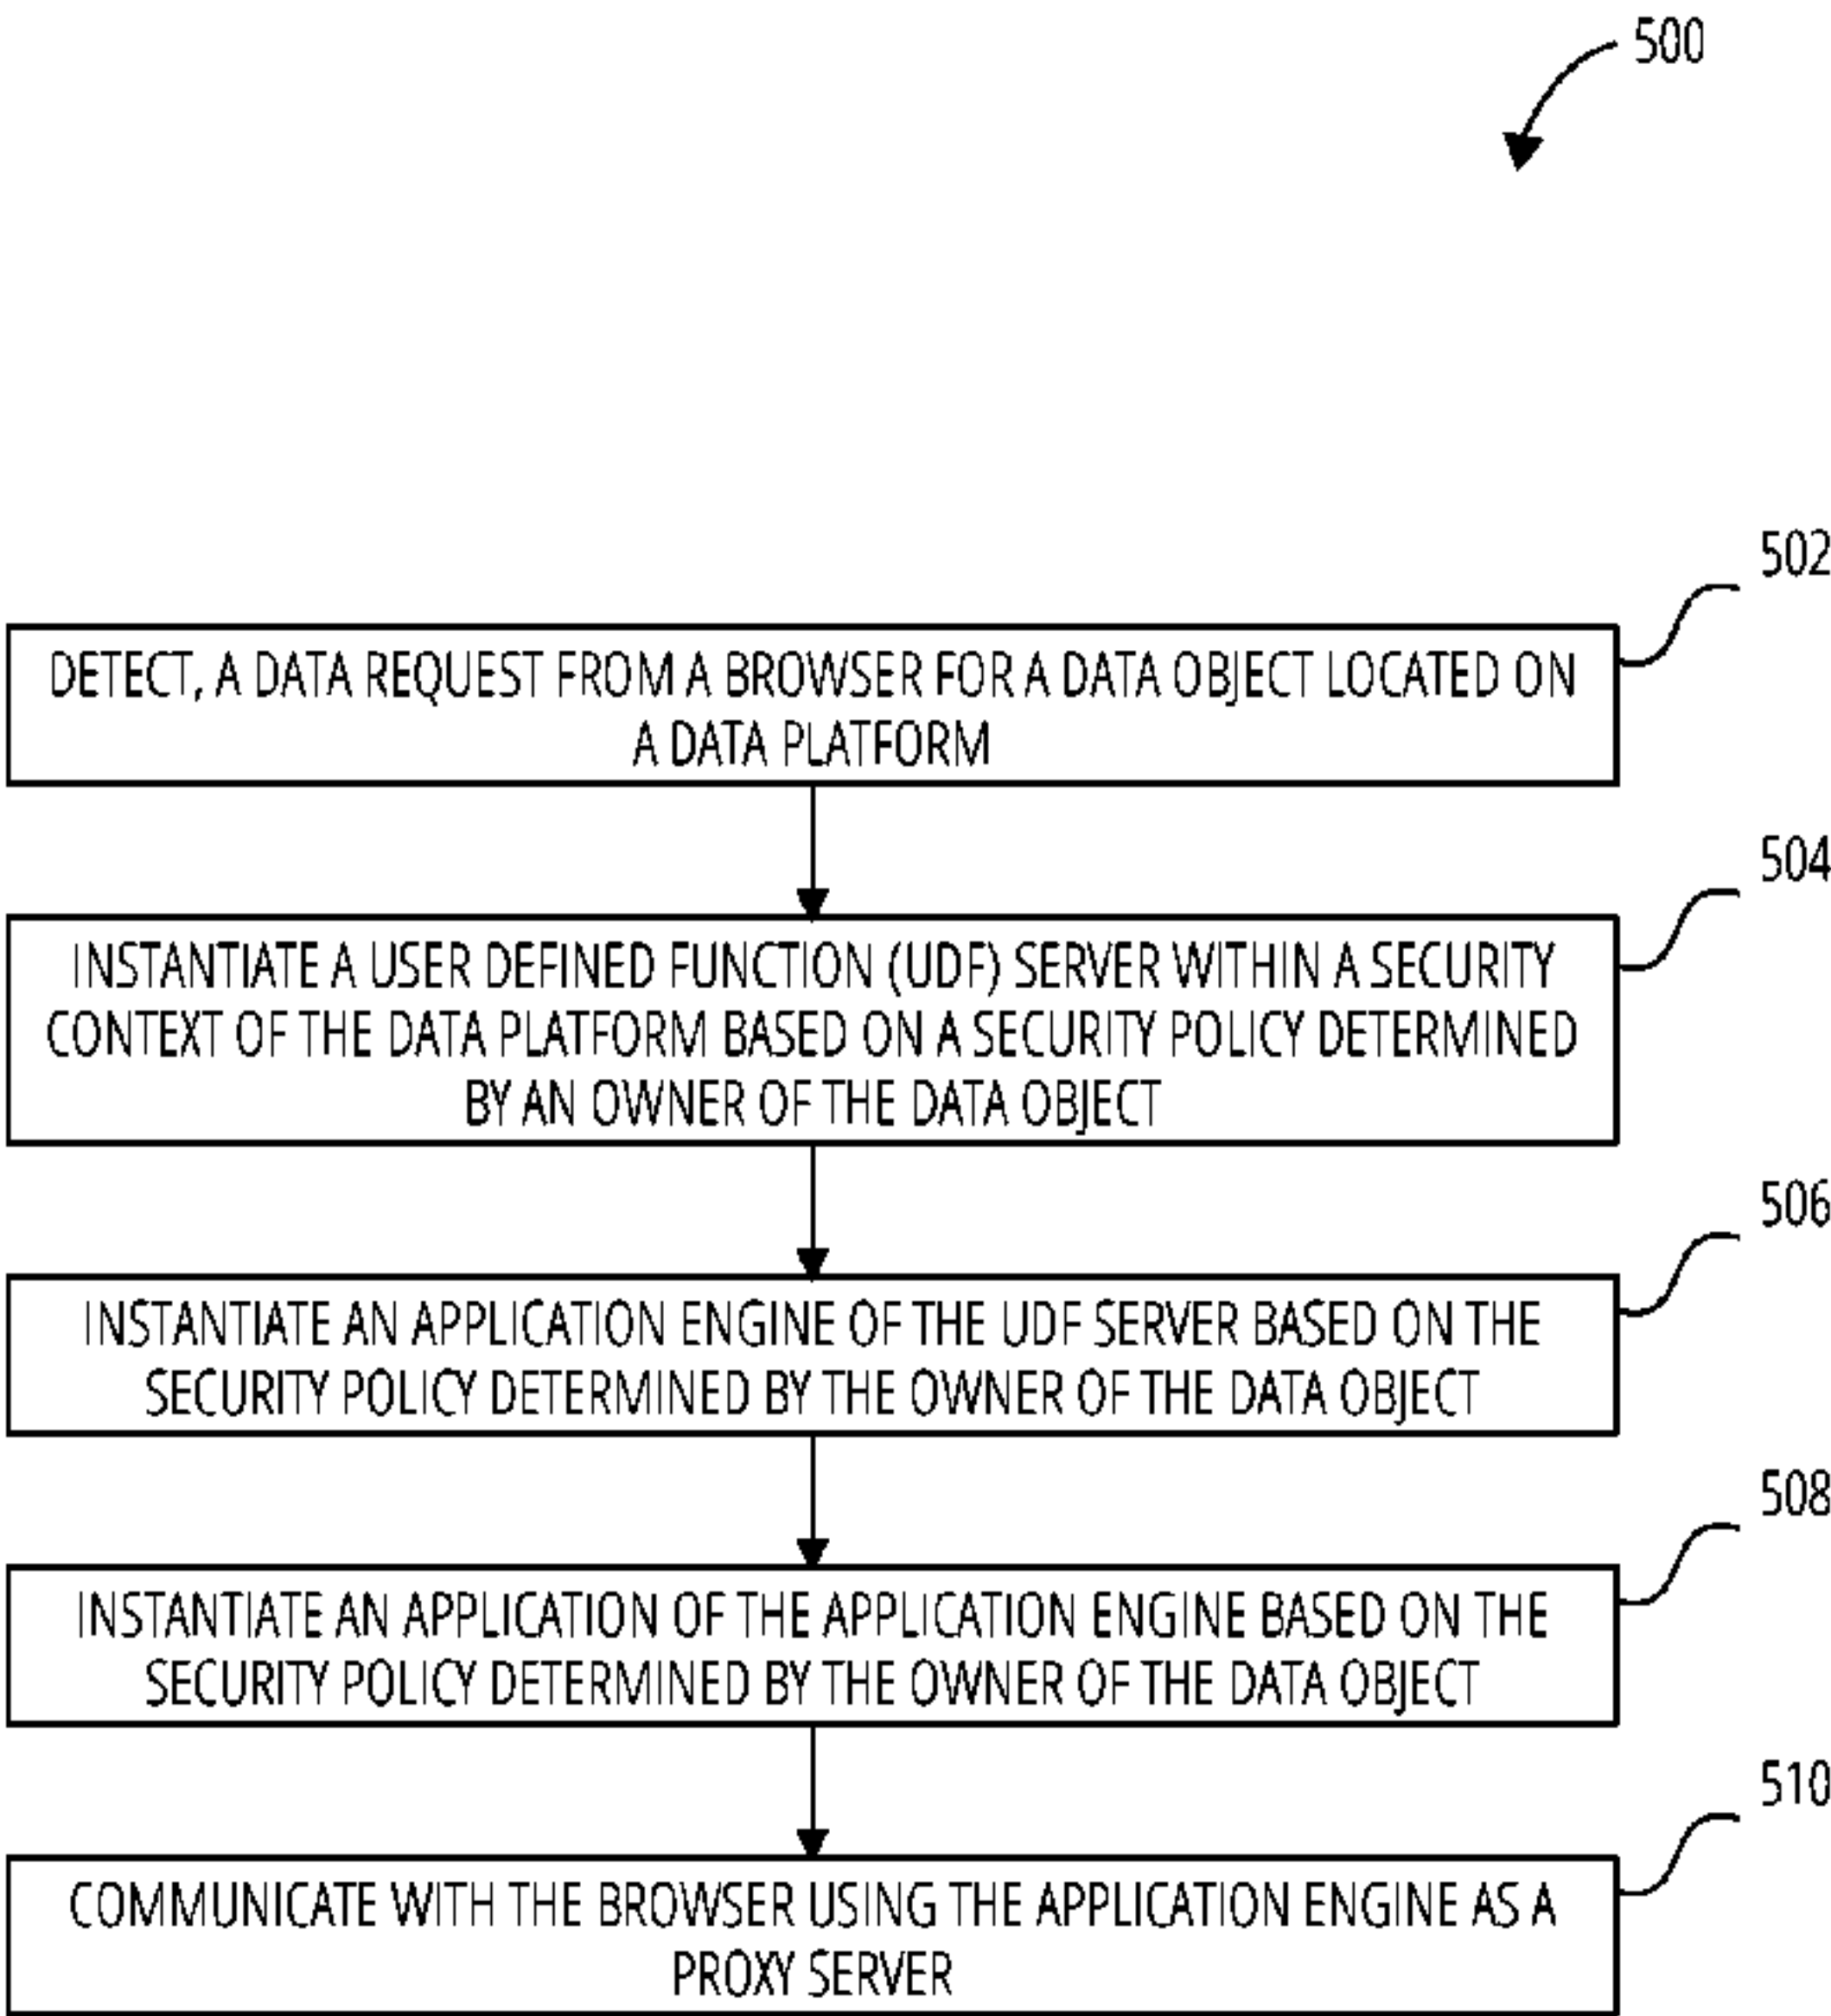 500
502
DETECT, A DATA REQUEST FROM A BROWSER FOR A DATA OBJECT LOCATED ON
A DATA PLATFORM
504
INSTANTIATE A USER DEFINED FUNCTION (UDF) SERVER WITHIN A SECURITY
CONTEXT OF THE DATA PLATFORM BASED ON A SECURITY POLICY DETERMINED
BY AN OWNER OF THE DATA OBJECT
506
INSTANTIATE AN APPLICATION ENGINE OF THE UDF SERVER BASED ON THE
SECURITY POLICY DETERMINED BY THE OWNER OF THE DATA OBJECT
508
INSTANTIATE AN APPLICATION OF THE APPLICATION ENGINE BASED ON THE
SECURITY POLICY DETERMINED BY THE OWNER OF THE DATA OBJECT
510
COMMUNICATE WITH THE BROWSER USING THE APPLICATION ENGINE AS A
PROXY SERVER